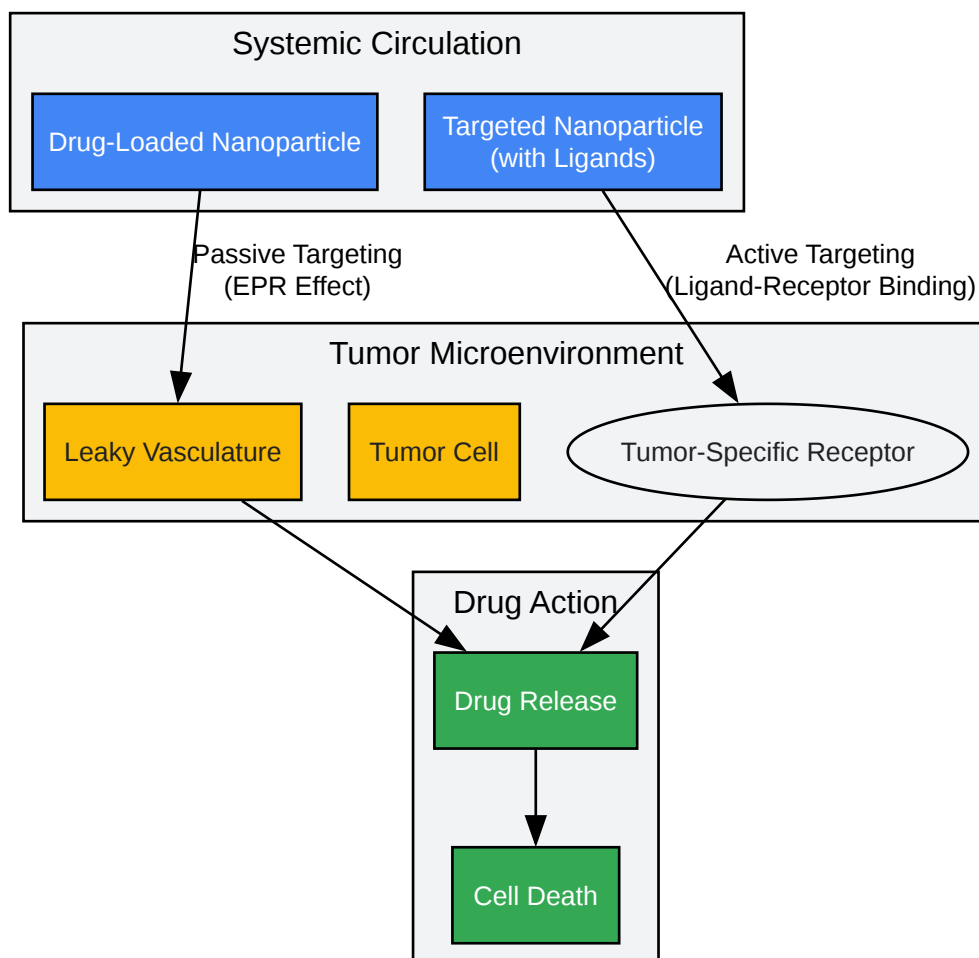 Systemic Circulation
Drug-Loaded Nanoparticle
Targeted Nanoparticle
(with Ligands)
Passive Targeting
(EPR Effect)
Active Targeting
(Ligand-Receptor Binding)
Tumor Microenvironment
Leaky Vasculature
Tumor Cell
Tumor-Specific Receptor
Drug Action
Drug Release
Cell Death